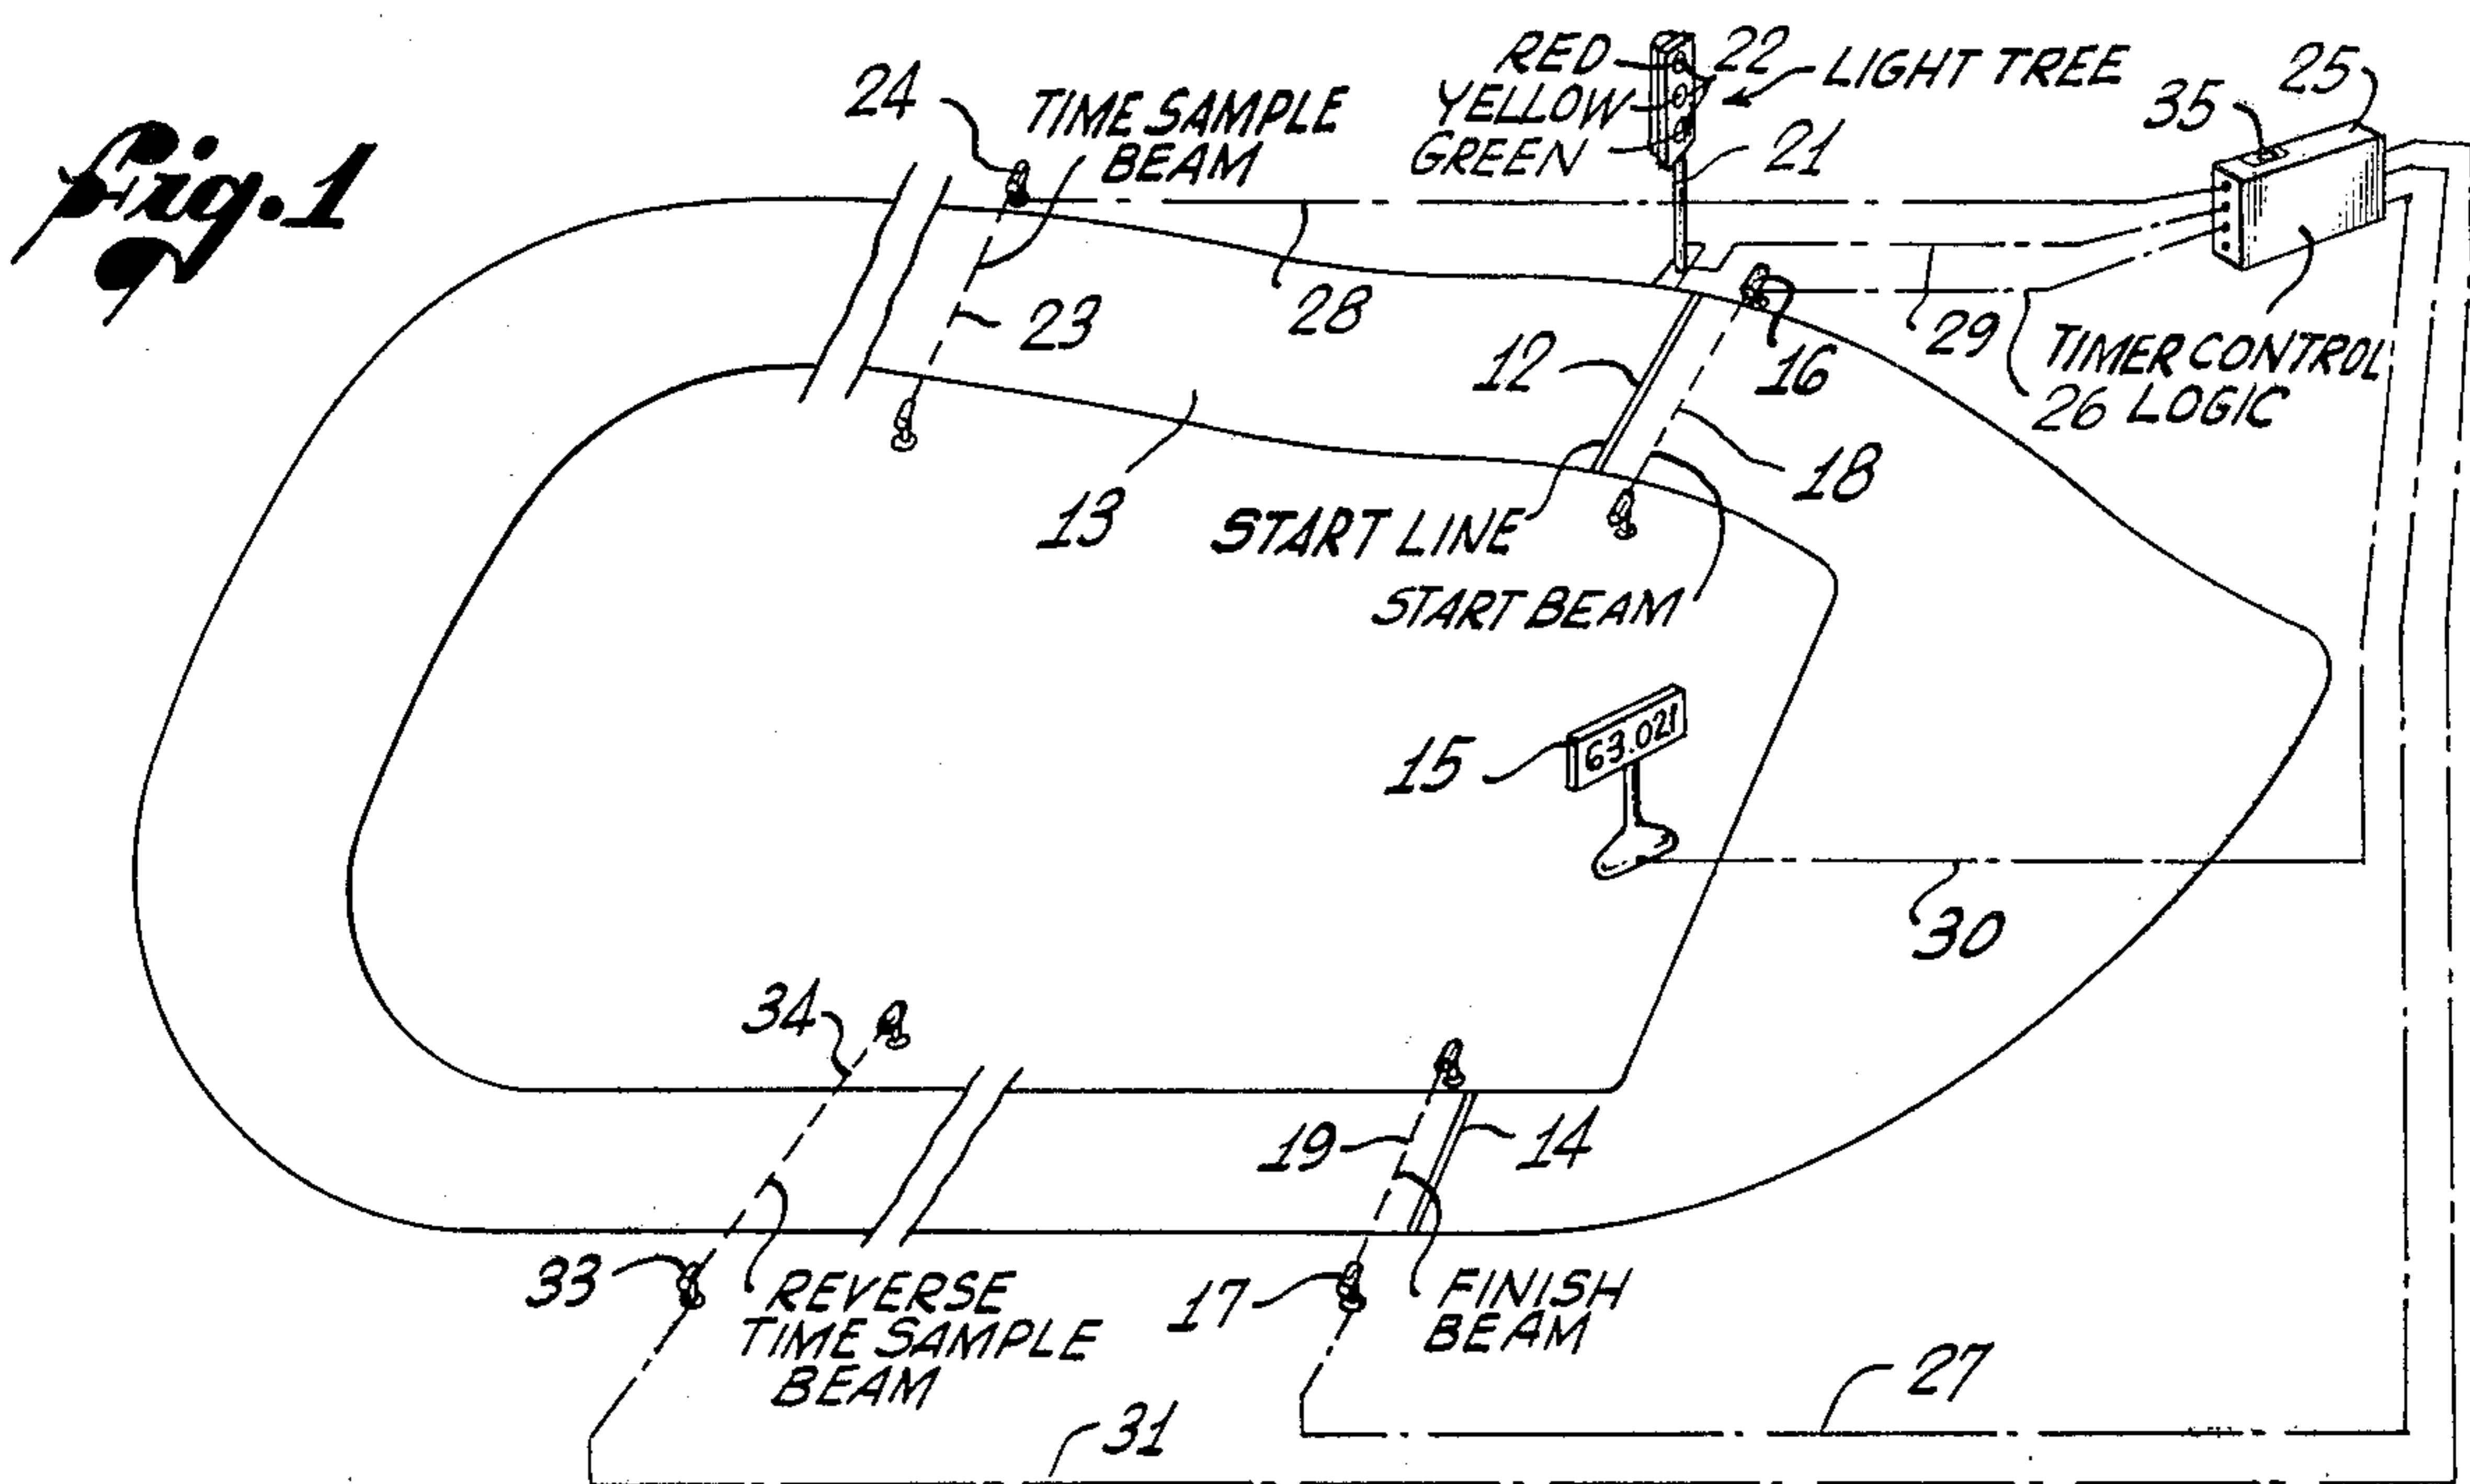 Fig.1
24
TIME SAMPLE
BEAM
RED
YELLOW
GREEN
22
LIGHT TREE
21
35
25
23
28
12
16
29
TIMER CONTROL
26 LOGIC
13
18
START LINE
START BEAM
15
63.021
30
34
19
14
33
REVERSE
TIME SAMPLE
BEAM
17
FINISH
BEAM
27
31